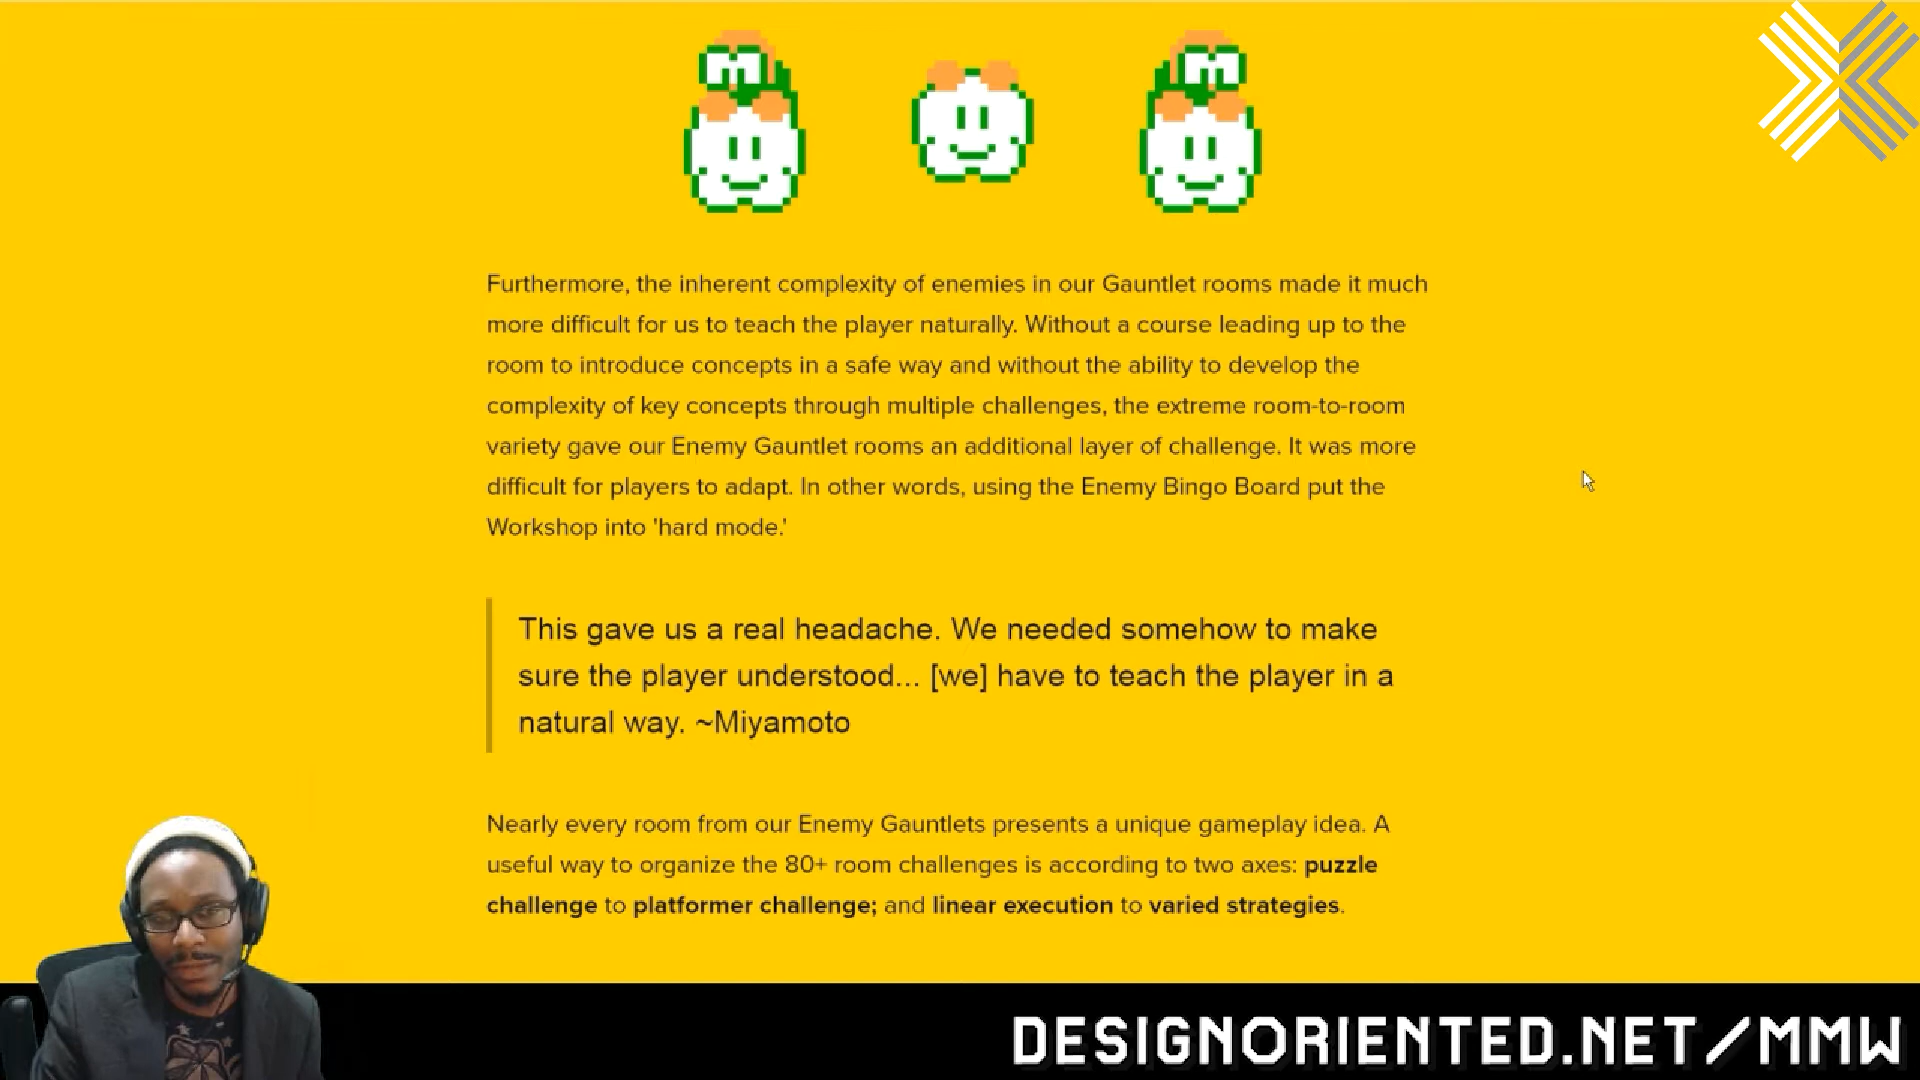 Furthermore, the inherent complexity of enemies in our Gauntlet rooms made it much
more difficult for us to teach the player naturally. Without a course leading up to the
room to introduce concepts in a safe way and without the ability to develop the
complexity of key concepts through multiple challenges, the extreme room-to-room
variety gave our Enemy Gauntlet rooms an additional layer of challenge. It was more
difficult for players to adapt. In other words, using the Enemy Bingo Board put the
Workshop into 'hard mode.'
This gave us a real headache. We needed somehow to make
sure the player understood... [we] have to teach the player in a
natural way. ~Miyamoto
Nearly every room from our Enemy Gauntlets presents a unique gameplay idea. A
useful way to organize the 80+ room challenges is according to two axes: puzzle
challenge to platformer challenge; and linear execution to varied strategies.
DESIGNORIENTED.NET/MMW